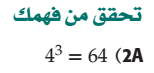 تحقق من فهمك
4³ = 64 (2A